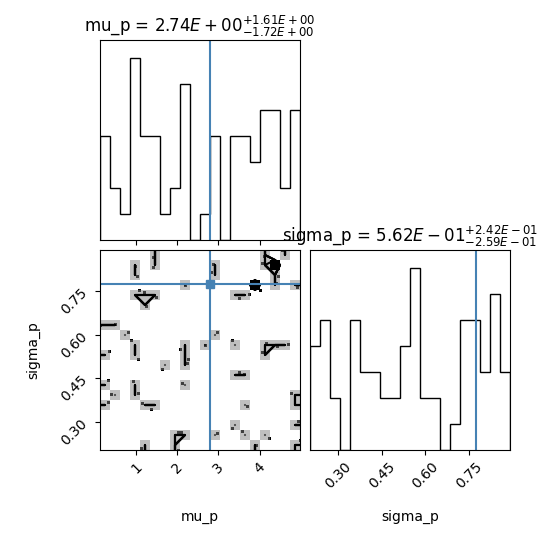 mu_p = 2.74E + 00+1.61E+00 −1.72E+00
sigma_p = 5.62E − 01+2.42E−01 −2.59E−01
sigma_p
0.75
0.60
0.45
0.30
1 2 3 4
mu_p
0.30 0.45 0.60 0.75
sigma_p